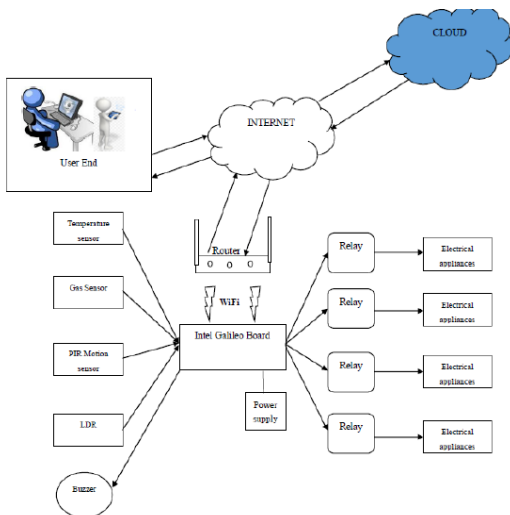 CLOUD
INTERNET
User End
Temperature
sensor
Gas Sensor
PIR Motion
sensor
LDR
Buzzer
Router
WiFi
Intel Galileo Board
Power
supply
Relay
Electrical
appliances
Relay
Electrical
appliances
Relay
Electrical
appliances
Relay
Electrical
appliances